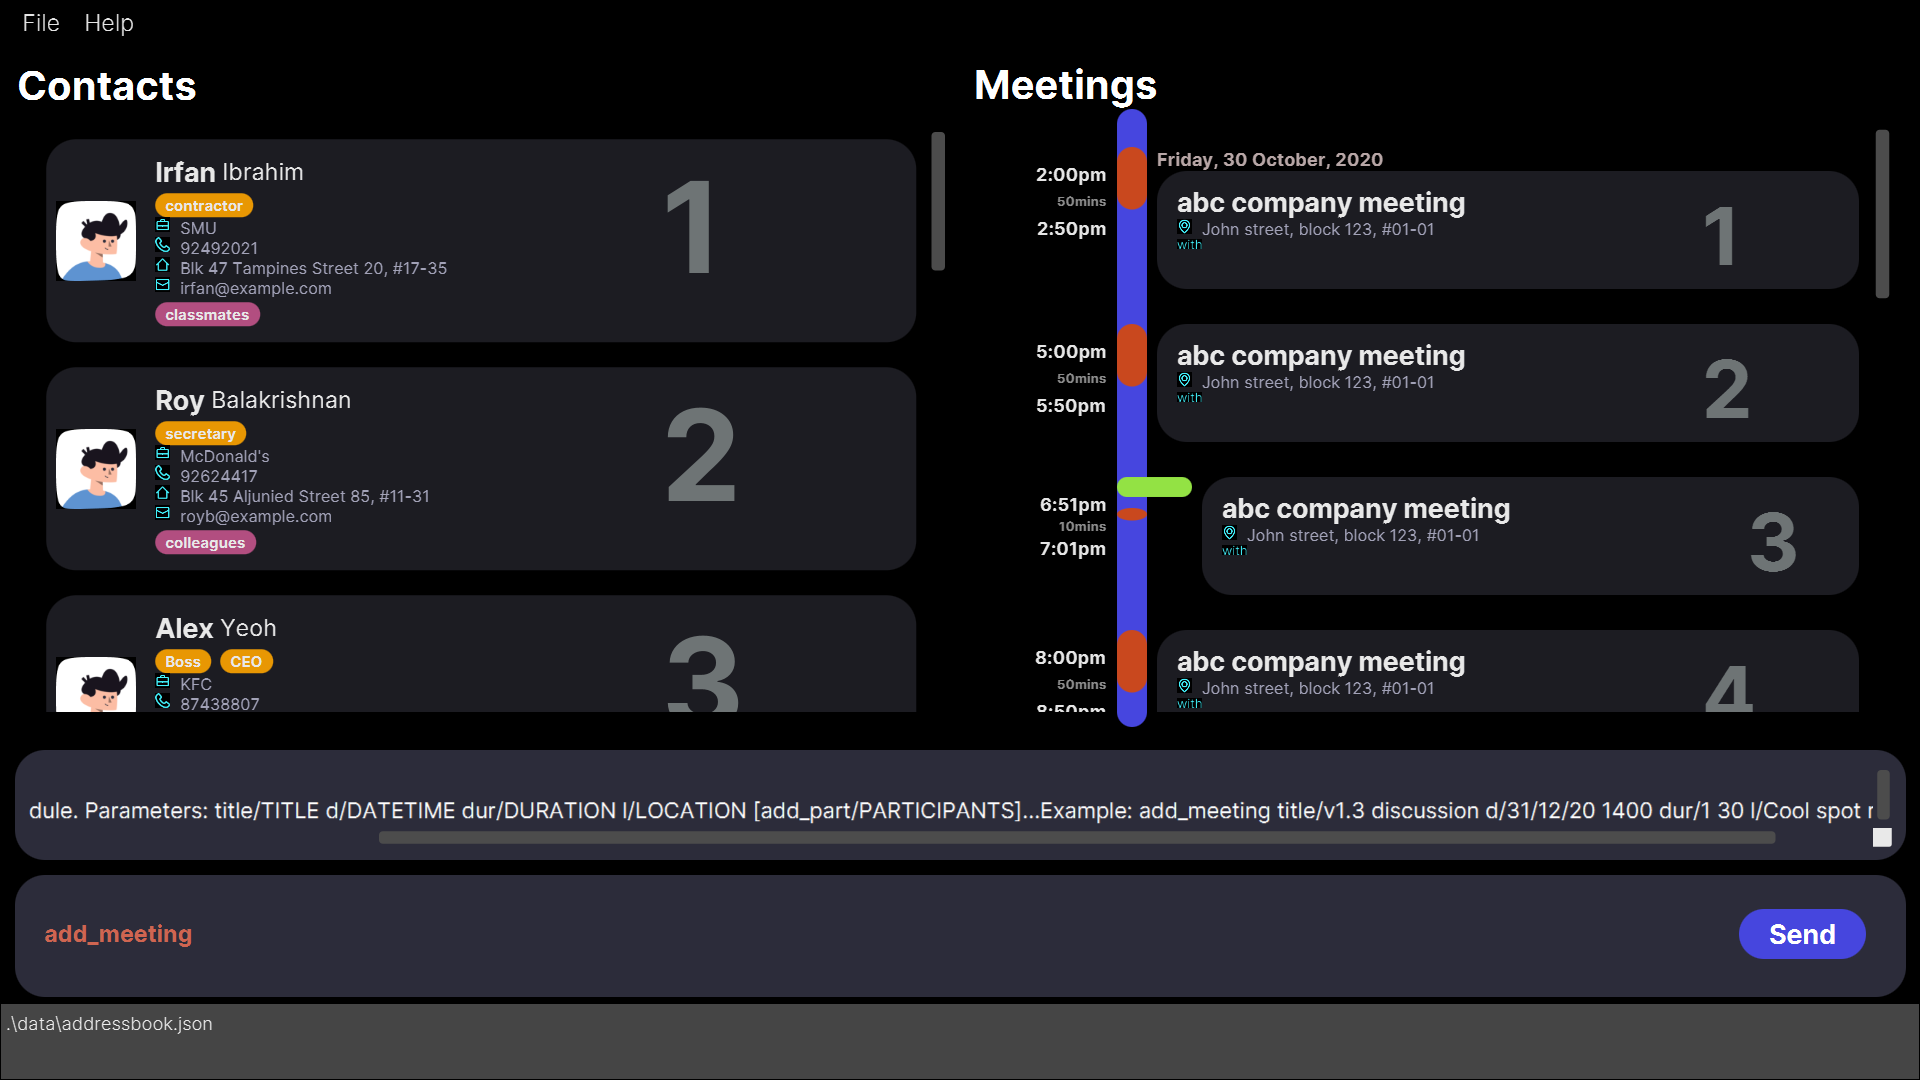 File Help
Contacts
Irfan Ibrahim
contractor
SMU
92492021
Blk 47 Tampines Street 20, #17-35
irfan@example.com
classmates
1
Roy Balakrishnan
secretary
McDonald's
92624417
Blk 45 Aljunied Street 85, #11-31
royb@example.com
colleagues
2
Alex Yeoh
Boss CEO
KFC
87438807
3
Meetings
Friday, 30 October, 2020
2:00pm
50mins
2:50pm
abc company meeting
John street, block 123, #01-01
with
1
5:00pm
50mins
5:50pm
abc company meeting
John street, block 123, #01-01
with
2
6:51pm
10mins
7:01pm
abc company meeting
John street, block 123, #01-01
with
3
8:00pm
50mins
8:50pm
abc company meeting
John street, block 123, #01-01
with
4
dule. Parameters: title/TITLE d/DATETIME dur/DURATION l/LOCATION [add_part/PARTICIPANTS]...Example: add_meeting title/v1.3 discussion d/31/12/20 1400 dur/1 30 l/Cool spot
add_meeting
Send
.\data\addressbook.json